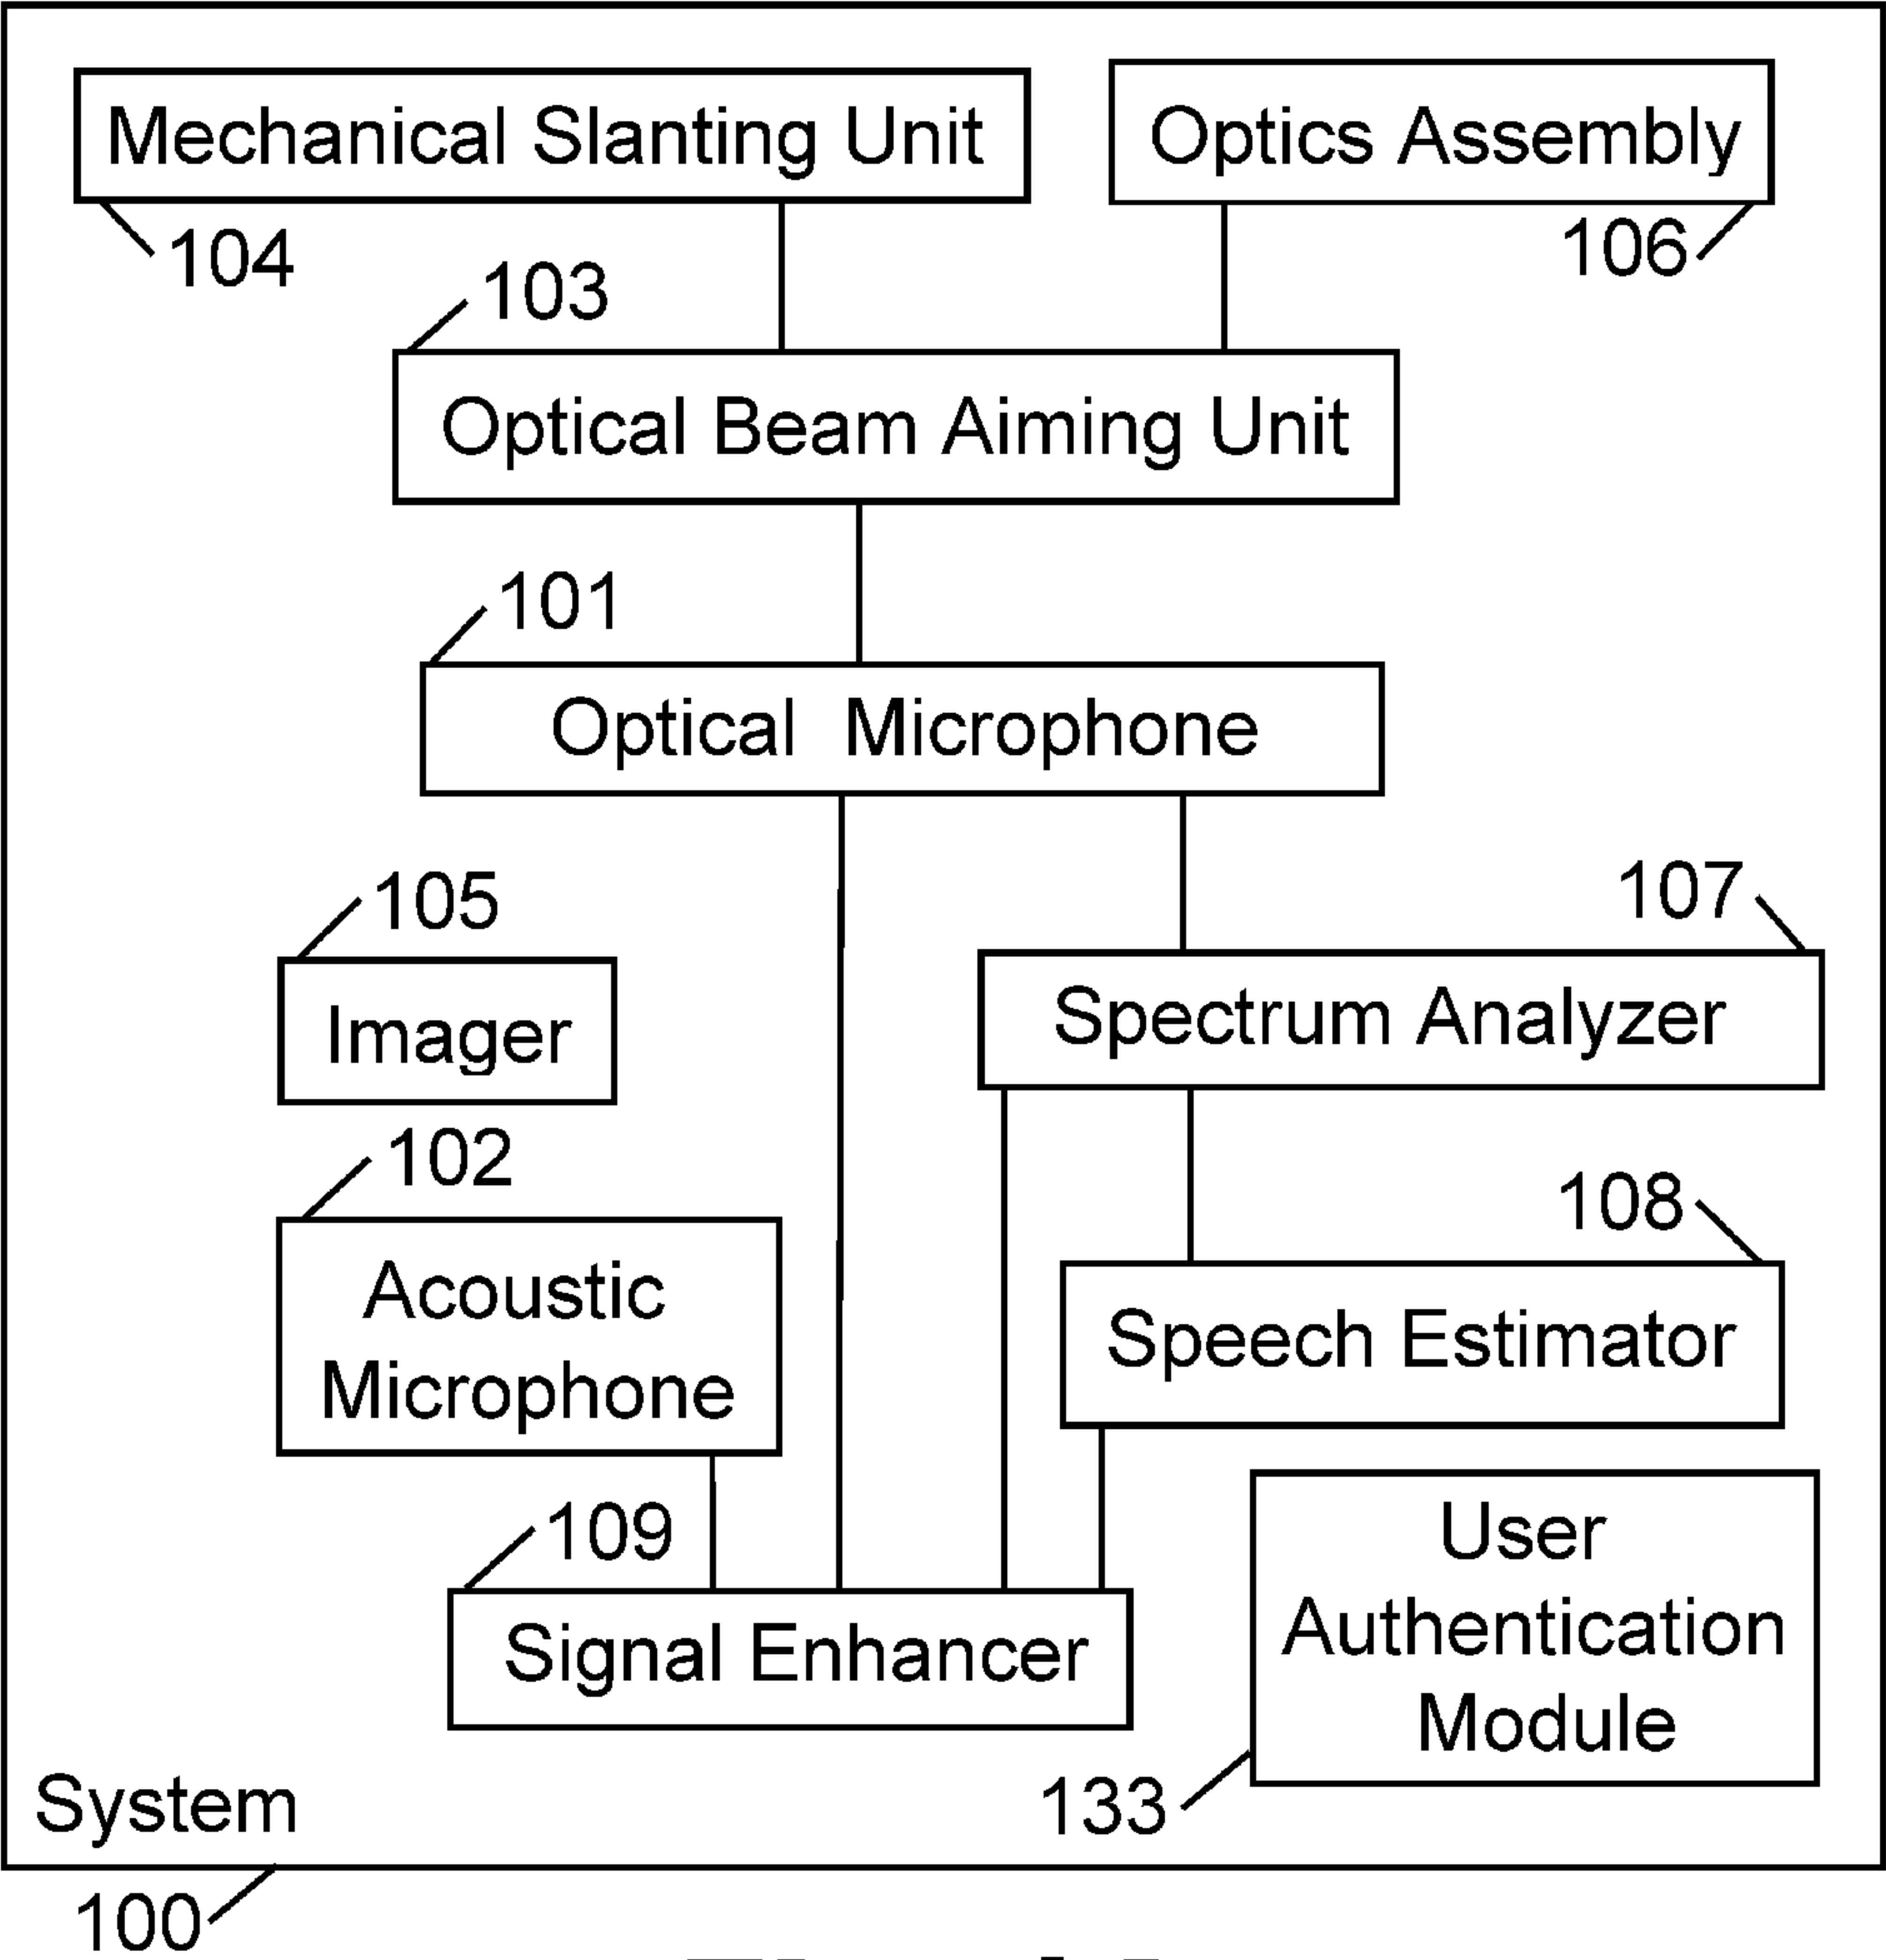 Mechanical Slanting Unit
Optics Assembly
104
106
103
Optical Beam Aiming Unit
101
Optical Microphone
105
107
Imager
Spectrum Analyzer
102
108
Acoustic
Microphone
Speech Estimator
109
Signal Enhancer
User
Authentication
Module
133
System
100